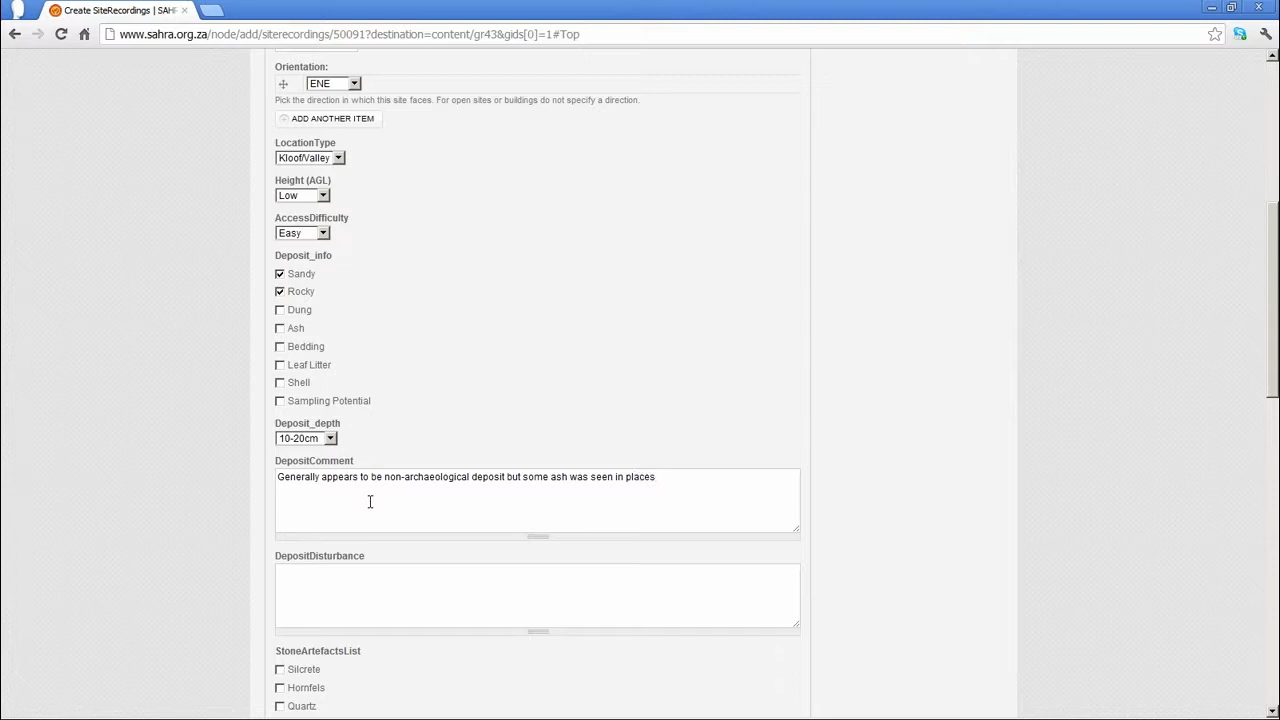 Create SiteRecordings | SAHR
www.sahra.org.za/node/add/siterecordings/50091?destination=content/gr43&gids[0]=1#Top
Orientation:
ENE
Pick the direction in which this site faces. For open sites or buildings do not specify a direction.
ADD ANOTHER ITEM
LocationType
Kloof/Valley
Height (AGL)
Low
AccessDifficulty
Easy
Deposit_info
Sandy
Rocky
Dung
Ash
Bedding
Leaf Litter
Shell
Sampling Potential
Deposit_depth
10-20cm
DepositComment
Generally appears to be non-archaeological deposit but some ash was seen in places
DepositDisturbance
StoneArtefactsList
Silcrete
Hornfels
Quartz